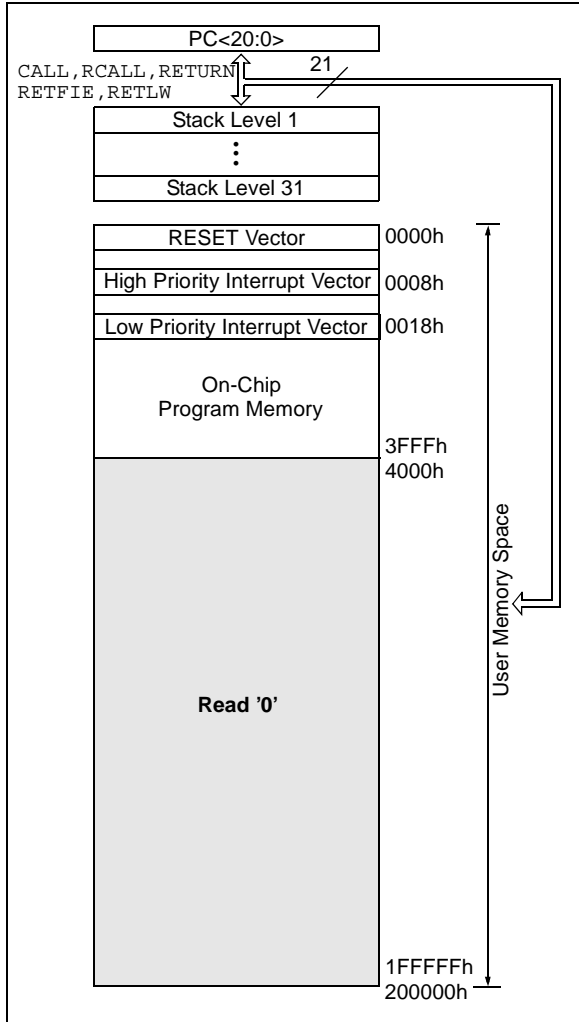 PC<20:0>
CALL,RCALL,RETURN
RETFIE,RETLW
21
Stack Level 1
Stack Level 31
RESET Vector
0000h
High Priority Interrupt Vector
0008h
Low Priority Interrupt Vector
0018h
On-Chip
Program Memory
3FFFh
4000h
Read '0'
User Memory Space
1FFFFFh
200000h